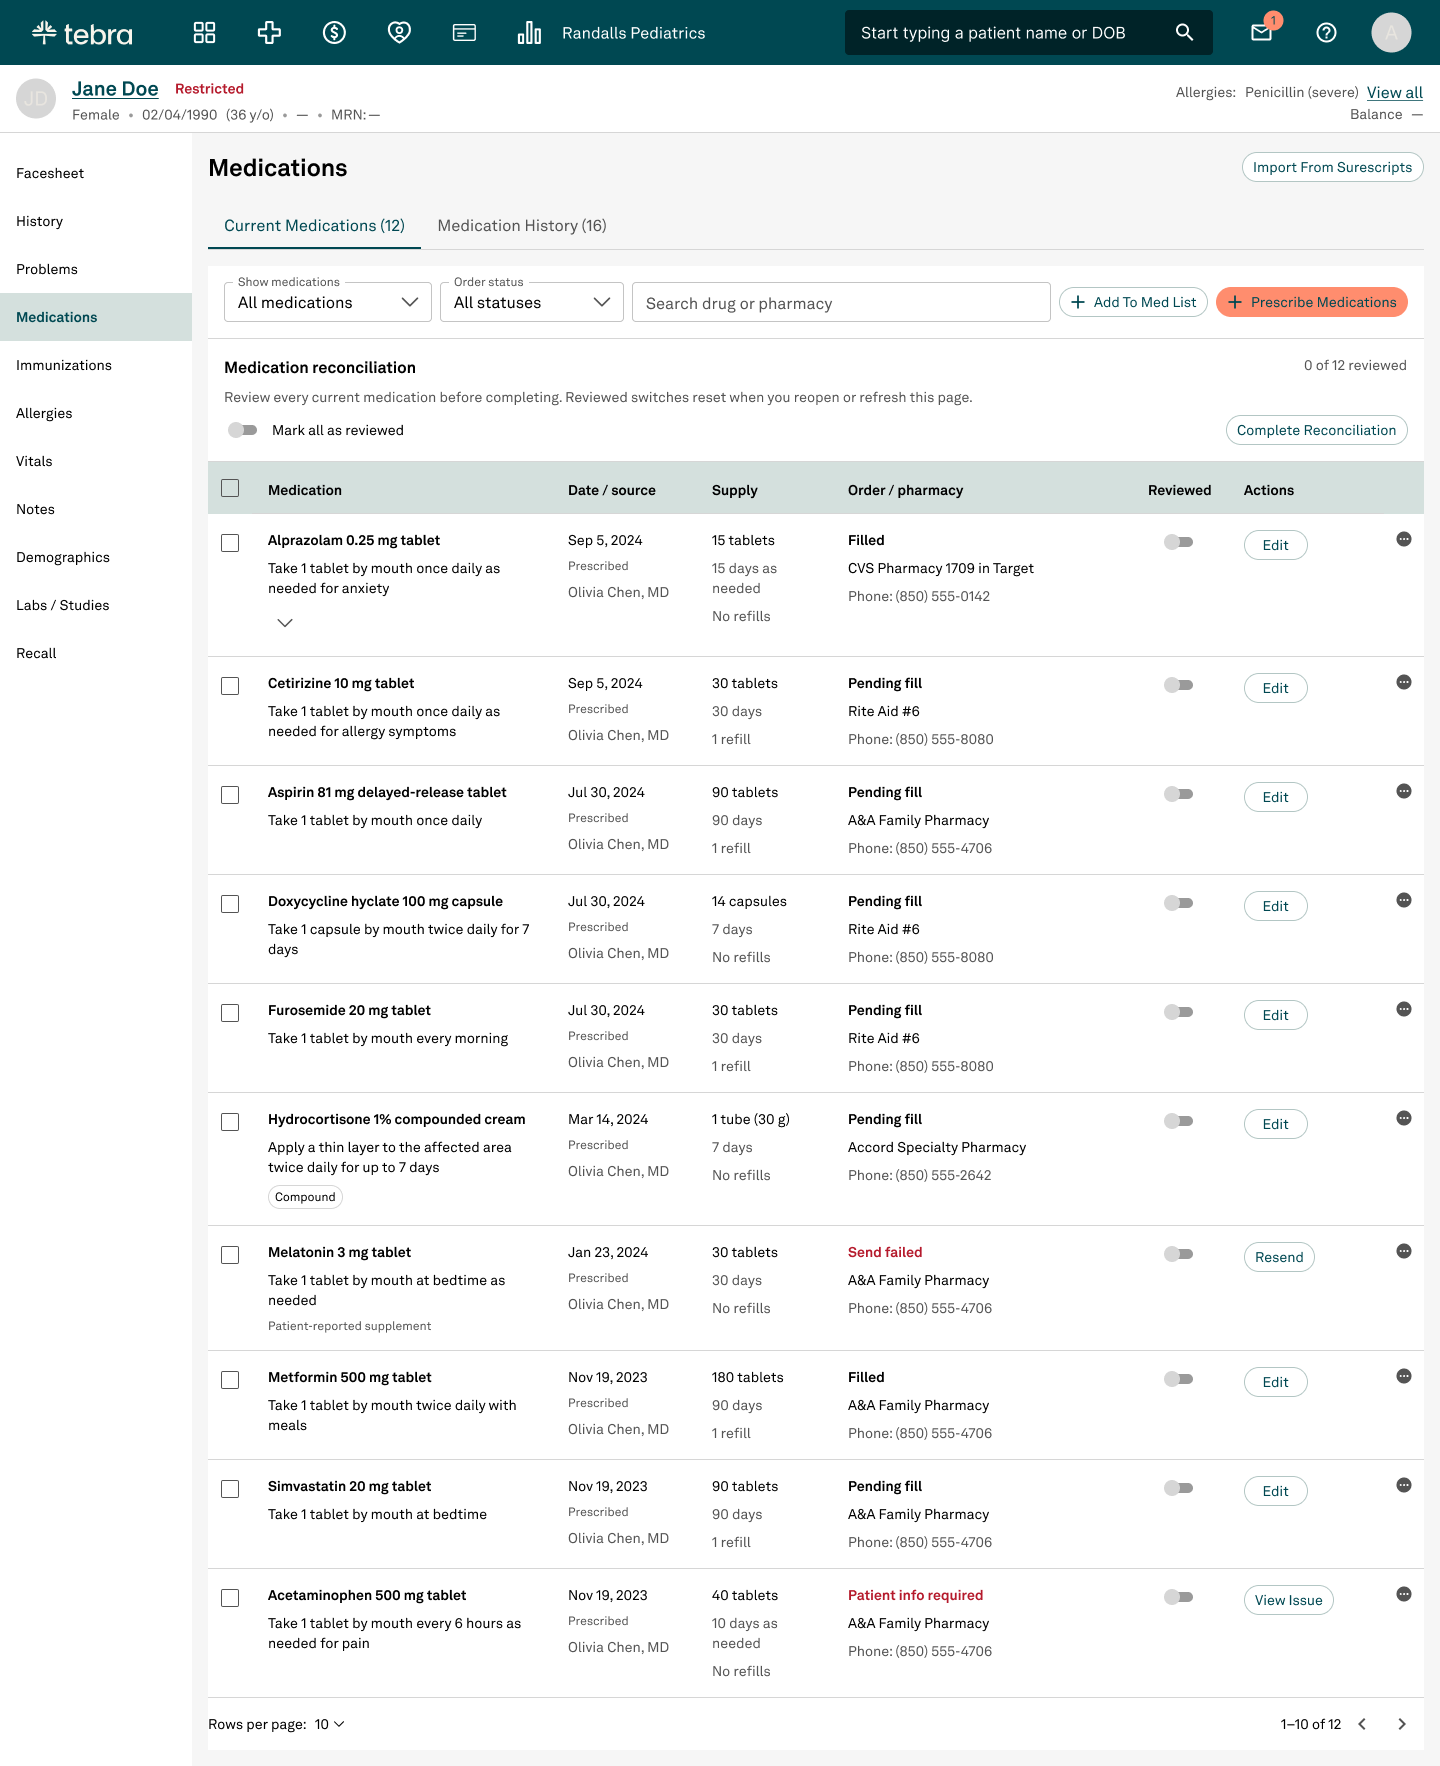 tebra
Randalls Pediatrics
Start typing a patient name or DOB
1
A
JD
Jane Doe
Restricted
Female • 02/04/1990 (36 y/o) • — • MRN: —
Allergies: Penicillin (severe) View all
Balance —
Facesheet
History
Problems
Medications
Immunizations
Allergies
Vitals
Notes
Demographics
Labs / Studies
Recall
Medications
Import From Surescripts
Current Medications (12)
Medication History (16)
Show medications
All medications
Order status
All statuses
Search drug or pharmacy
Add To Med List
Prescribe Medications
Medication reconciliation
0 of 12 reviewed
Review every current medication before completing. Reviewed switches reset when you reopen or refresh this page.
Mark all as reviewed
Complete Reconciliation
Medication Date / source Supply Order / pharmacy Reviewed Actions
Alprazolam 0.25 mg tablet
Take 1 tablet by mouth once daily as
needed for anxiety
Sep 5, 2024
Prescribed
Olivia Chen, MD
15 tablets
15 days as
needed
No refills
Filled
CVS Pharmacy 1709 in Target
Phone: (850) 555-0142
Edit
Cetirizine 10 mg tablet
Take 1 tablet by mouth once daily as
needed for allergy symptoms
Sep 5, 2024
Prescribed
Olivia Chen, MD
30 tablets
30 days
1 refill
Pending fill
Rite Aid #6
Phone: (850) 555-8080
Edit
Aspirin 81 mg delayed-release tablet
Take 1 tablet by mouth once daily
Jul 30, 2024
Prescribed
Olivia Chen, MD
90 tablets
90 days
1 refill
Pending fill
A&A Family Pharmacy
Phone: (850) 555-4706
Edit
Doxycycline hyclate 100 mg capsule
Take 1 capsule by mouth twice daily for 7
days
Jul 30, 2024
Prescribed
Olivia Chen, MD
14 capsules
7 days
No refills
Pending fill
Rite Aid #6
Phone: (850) 555-8080
Edit
Furosemide 20 mg tablet
Take 1 tablet by mouth every morning
Jul 30, 2024
Prescribed
Olivia Chen, MD
30 tablets
30 days
1 refill
Pending fill
Rite Aid #6
Phone: (850) 555-8080
Edit
Hydrocortisone 1% compounded cream
Apply a thin layer to the affected area
twice daily for up to 7 days
Compound
Mar 14, 2024
Prescribed
Olivia Chen, MD
1 tube (30 g)
7 days
No refills
Pending fill
Accord Specialty Pharmacy
Phone: (850) 555-2642
Edit
Melatonin 3 mg tablet
Take 1 tablet by mouth at bedtime as
needed
Patient-reported supplement
Jan 23, 2024
Prescribed
Olivia Chen, MD
30 tablets
30 days
No refills
Send failed
A&A Family Pharmacy
Phone: (850) 555-4706
Resend
Metformin 500 mg tablet
Take 1 tablet by mouth twice daily with
meals
Nov 19, 2023
Prescribed
Olivia Chen, MD
180 tablets
90 days
1 refill
Filled
A&A Family Pharmacy
Phone: (850) 555-4706
Edit
Simvastatin 20 mg tablet
Take 1 tablet by mouth at bedtime
Nov 19, 2023
Prescribed
Olivia Chen, MD
90 tablets
90 days
1 refill
Pending fill
A&A Family Pharmacy
Phone: (850) 555-4706
Edit
Acetaminophen 500 mg tablet
Take 1 tablet by mouth every 6 hours as
needed for pain
Nov 19, 2023
Prescribed
Olivia Chen, MD
40 tablets
10 days as
needed
No refills
Patient info required
A&A Family Pharmacy
Phone: (850) 555-4706
View Issue
Rows per page: 10
1–10 of 12